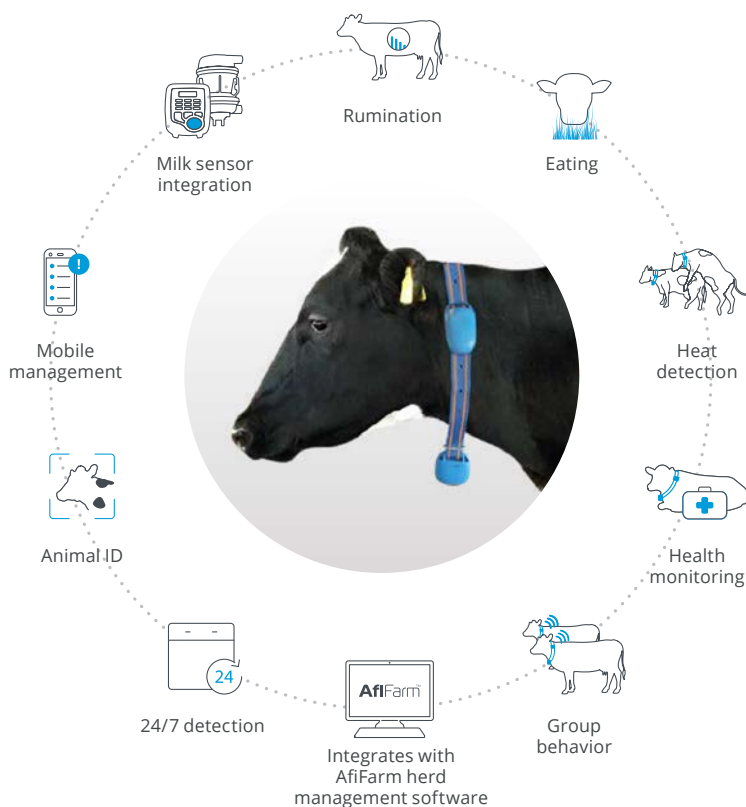 Rumination
Eating
Heat
detection
Health
monitoring
Group
behavior
AfiFarm™
Integrates with
AfiFarm herd
management software
24
24/7 detection
Animal ID
!
Mobile
management
Milk sensor
integration